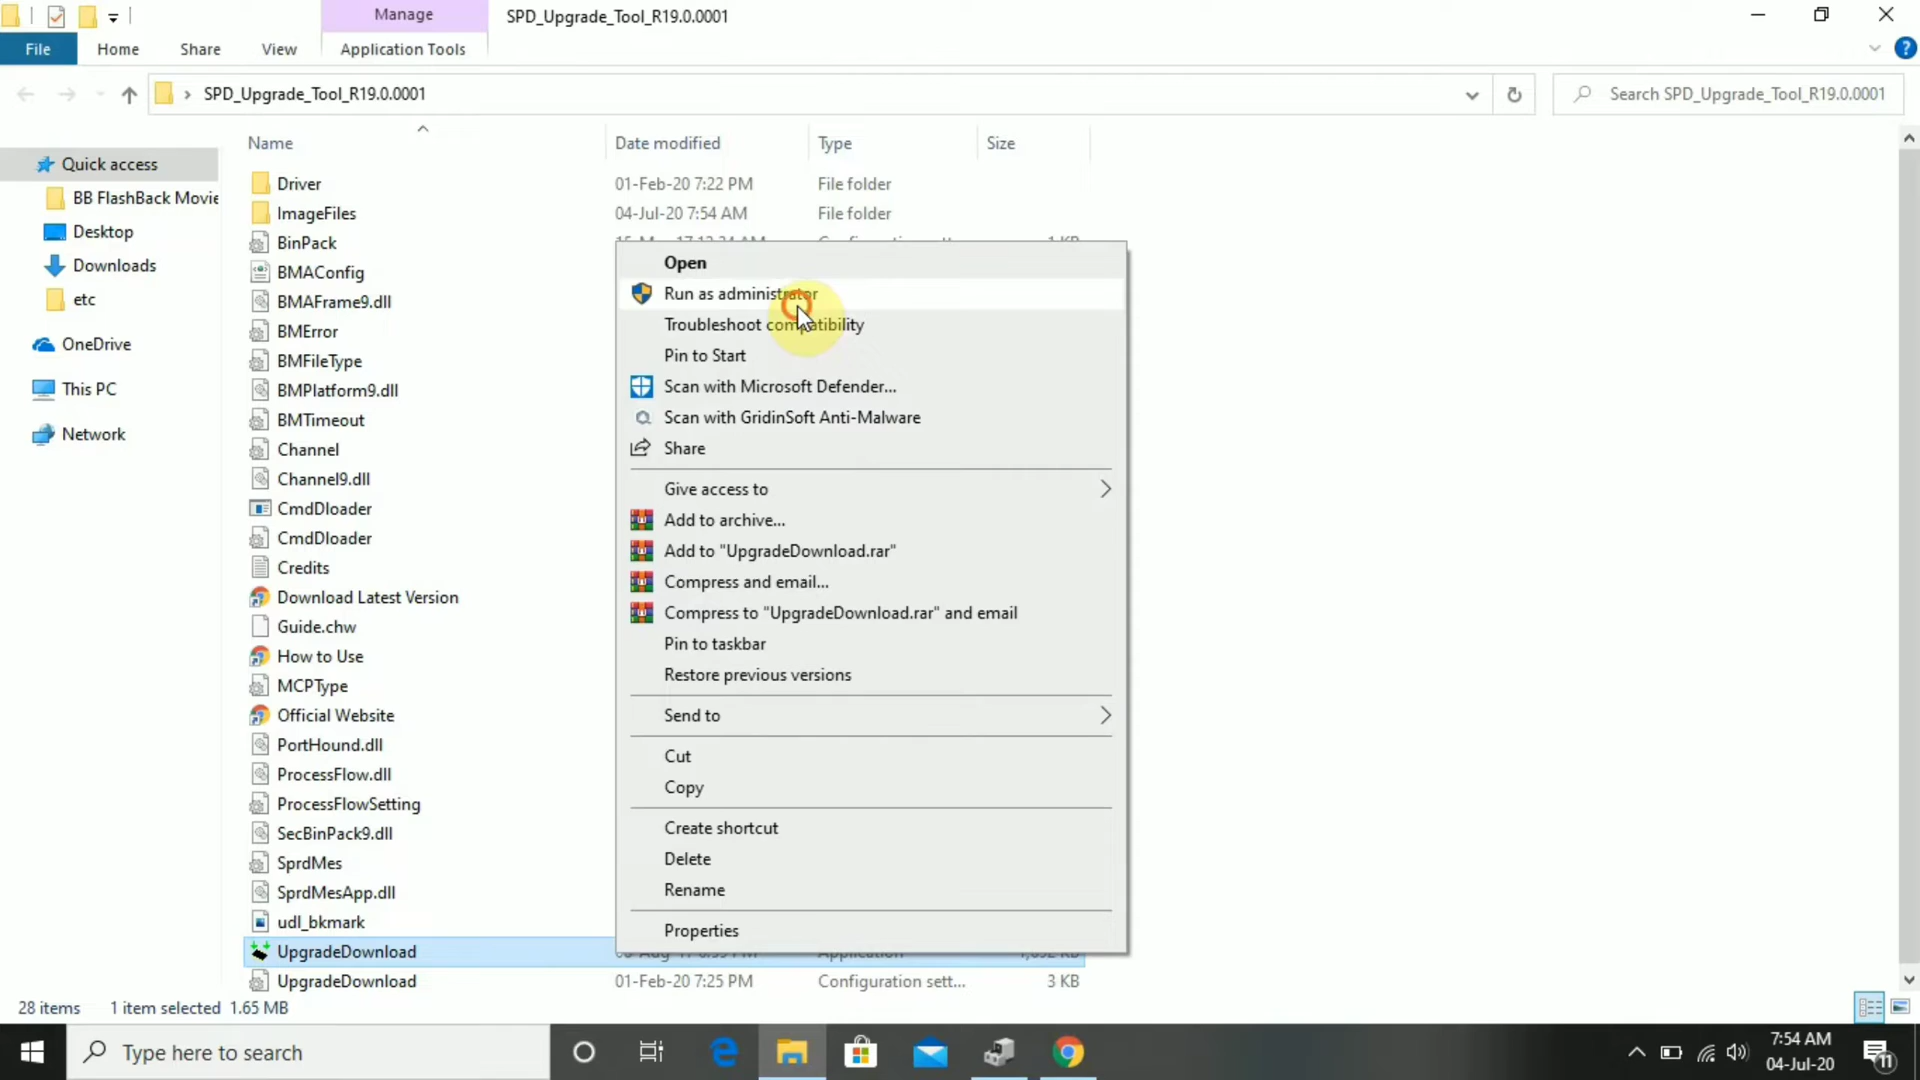 Manage
SPD_Upgrade_Tool_R19.0.0001
File
Home
Share
View
Application Tools
SPD_Upgrade_Tool_R19.0.0001
Search SPD_Upgrade_Tool_R19.0.0001
Name
Date modified
Type
Size
Quick access
BB FlashBack Movie
Desktop
Downloads
etc
OneDrive
This PC
Network
Driver 01-Feb-20 7:22 PM File folder
ImageFiles 04-Jul-20 7:54 AM File folder
BinPack
BMAConfig
BMAFrame9.dll
BMError
BMFileType
BMPlatform9.dll
BMTimeout
Channel
Channel9.dll
CmdDloader
CmdDloader
Credits
Download Latest Version
Guide.chw
How to Use
MCPType
Official Website
PortHound.dll
ProcessFlow.dll
ProcessFlowSetting
SecBinPack9.dll
SprdMes
SprdMesApp.dll
udl_bkmark
UpgradeDownload
UpgradeDownload 01-Feb-20 7:25 PM Configuration sett... 3 KB
Open
Run as administrator
Troubleshoot compatibility
Pin to Start
Scan with Microsoft Defender...
Scan with GridinSoft Anti-Malware
Share
Give access to
Add to archive...
Add to "UpgradeDownload.rar"
Compress and email...
Compress to "UpgradeDownload.rar" and email
Pin to taskbar
Restore previous versions
Send to
Cut
Copy
Create shortcut
Delete
Rename
Properties
28 items 1 item selected 1.65 MB
Type here to search
7:54 AM
04-Jul-20
11